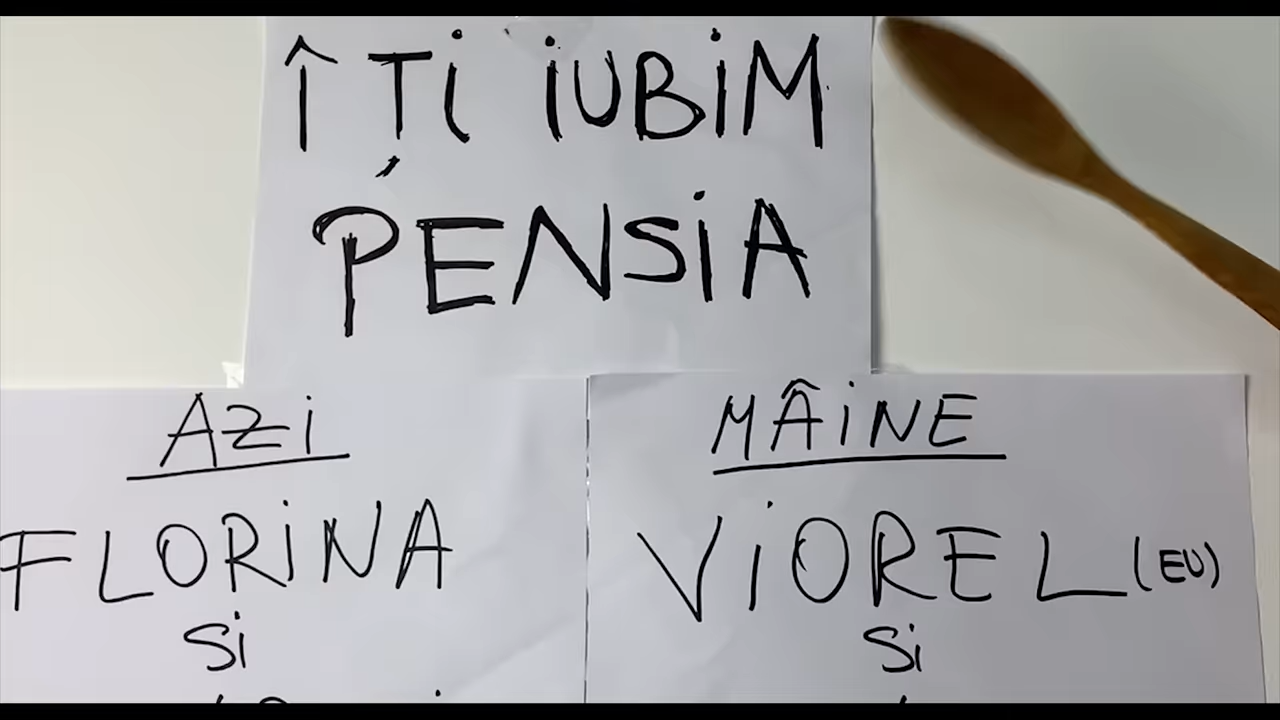 ÎȚi iUBiM
PENSiA
AZi
FLORiNA
Si
MÂiNE
ViOREL (EU)
Si